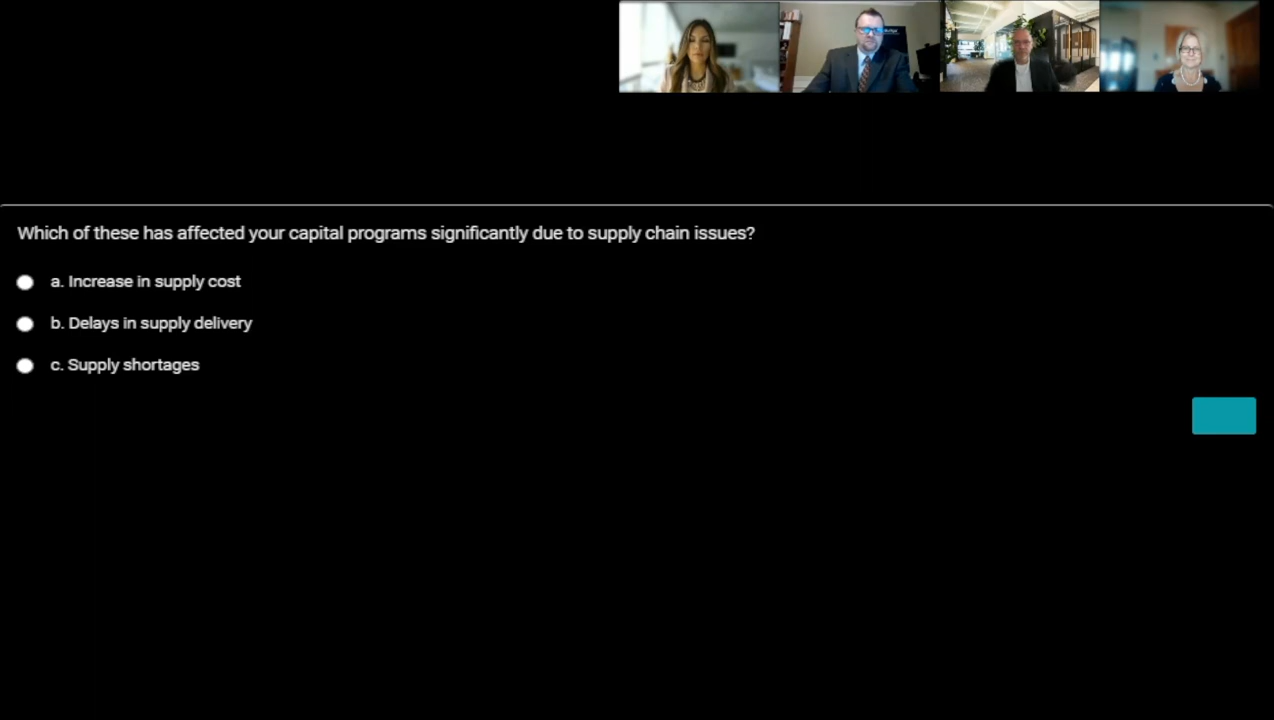 Which of these has affected your capital programs significantly due to supply chain issues?
a. Increase in supply cost
b. Delays in supply delivery
c. Supply shortages